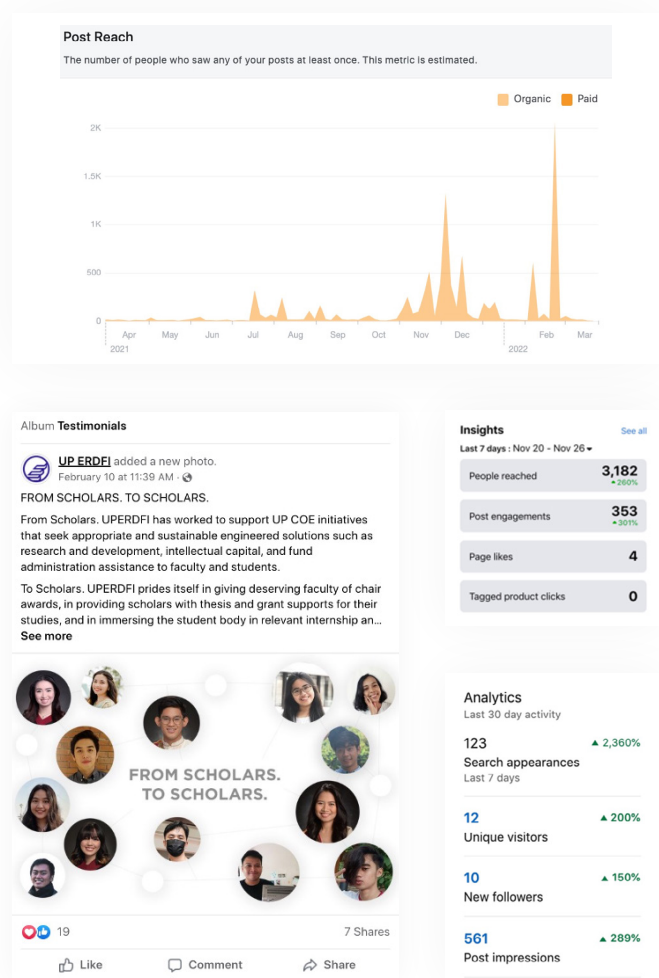 Post Reach
The number of people who saw any of your posts at least once. This metric is estimated.
Organic Paid
2K
1.5K
1K
500
0
Apr May Jun Jul Aug Sep Oct Nov Dec Feb Mar
2021 2022
Album Testimonials
UP ERDFI added a new photo.
February 10 at 11:39 AM ·
FROM SCHOLARS. TO SCHOLARS.
From Scholars. UPERDFI has worked to support UP COE initiatives
that seek appropriate and sustainable engineered solutions such as
research and development, intellectual capital, and fund
administration assistance to faculty and students.
To Scholars. UPERDFI prides itself in giving deserving faculty of chair
awards, in providing scholars with thesis and grant supports for their
studies, and in immersing the student body in relevant internship an...
See more
FROM SCHOLARS.
TO SCHOLARS.
19 7 Shares
Like Comment Share
Insights See all
Last 7 days : Nov 20 - Nov 26
People reached 3,182
260%
Post engagements 353
301%
Page likes 4
Tagged product clicks 0
Analytics
Last 30 day activity
123 ▲ 2,360%
Search appearances
Last 7 days
12 ▲ 200%
Unique visitors
10 ▲ 150%
New followers
561 ▲ 289%
Post impressions